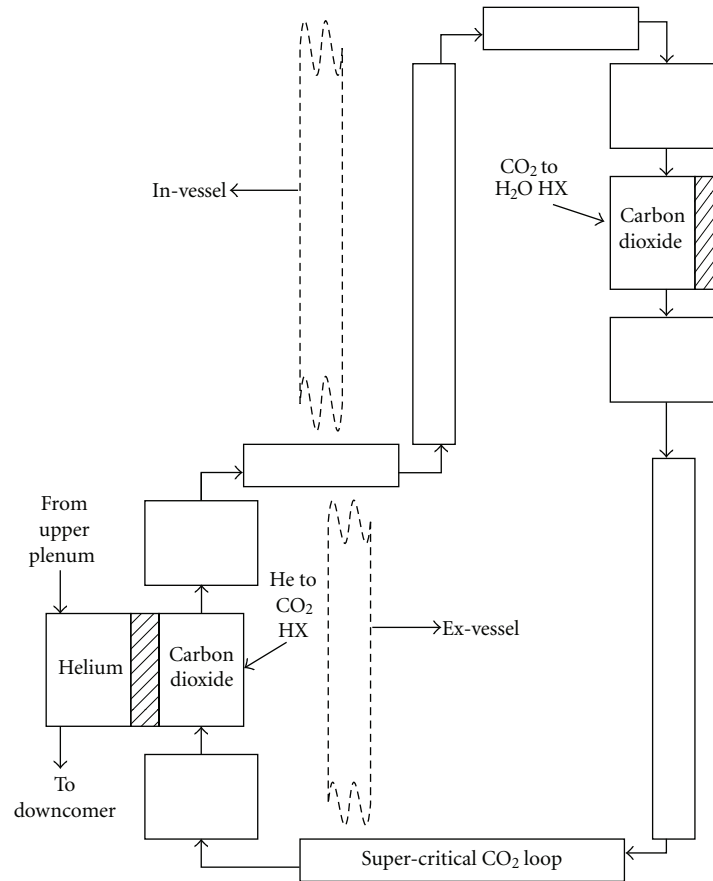 In-vessel
CO₂ to
H₂O HX
Carbon
dioxide
From
upper
plenum
He to
CO₂
HX
Helium
Carbon
dioxide
Ex-vessel
To
downcomer
Super-critical CO₂ loop